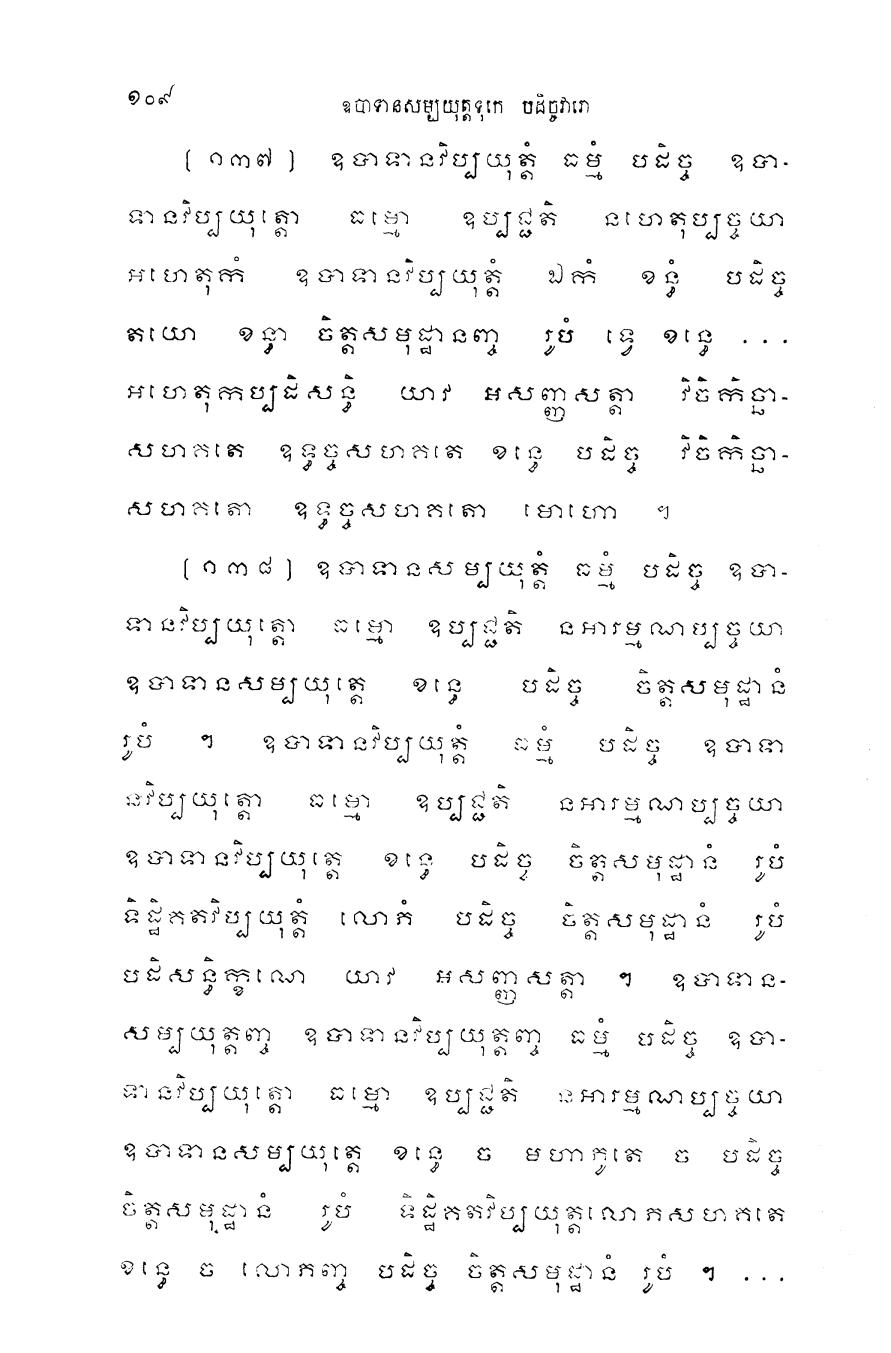 ១០៩
ឧបាទានសម្បយុត្តទុកេ បដិច្ចវារោ
[១៣៧] ឧបាទានវិប្បយុត្តំ ធម្មំ បដិច្ច ឧបា-
ទានវិប្បយុត្តោ ធម្មោ ឧប្បជ្ជតិ នហេតុប្បច្ចយា
អហេតុកំ ឧបាទានវិប្បយុត្តំ ឯកំ ខន្ធំ បដិច្ច
តយោ ខន្ធា ចិត្តសមុដ្ឋានញ្ច រូបំ ទ្វេ ខន្ធេ ...
អហេតុកប្បដិសន្ធិ យាវ អសញ្ញសត្តា វិចិកិច្ឆា-
សហគតេ ឧទ្ធច្ចសហគតេ ខន្ធេ បដិច្ច វិចិកិច្ឆា-
សហគតោ ឧទ្ធច្ចសហគតោ មោហោ ។
[១៣៨] ឧបាទានសម្បយុត្តំ ធម្មំ បដិច្ច ឧបា-
ទានវិប្បយុត្តោ ធម្មោ ឧប្បជ្ជតិ នអារម្មណប្បច្ចយា
ឧបាទានសម្បយុត្តេ ខន្ធេ បដិច្ច ចិត្តសមុដ្ឋានំ
រូបំ ។ ឧបាទានវិប្បយុត្តំ ធម្មំ បដិច្ច ឧបាទា
នវិប្បយុត្តោ ធម្មោ ឧប្បជ្ជតិ នអារម្មណប្បច្ចយា
ឧបាទានវិប្បយុត្តេ ខន្ធេ បដិច្ច ចិត្តសមុដ្ឋានំ រូបំ
ទិដ្ឋិគតវិប្បយុត្តំ លោភំ បដិច្ច ចិត្តសមុដ្ឋានំ រូបំ
បដិសន្ធិក្ខណេ យាវ អសញ្ញសត្តា ។ ឧបាទាន-
សម្បយុត្តញ្ច ឧបាទានវិប្បយុត្តញ្ច ធម្មំ បដិច្ច ឧបា-
ទានវិប្បយុត្តោ ធម្មោ ឧប្បជ្ជតិ នអារម្មណប្បច្ចយា
ឧបាទានសម្បយុត្តេ ខន្ធេ ច មហាភូតេ ច បដិច្ច
ចិត្តសមុដ្ឋានំ រូបំ ទិដ្ឋិគតវិប្បយុត្តលោភសហគតេ
ខន្ធេ ច លោភញ្ច បដិច្ច ចិត្តសមុដ្ឋានំ រូបំ ។ ...